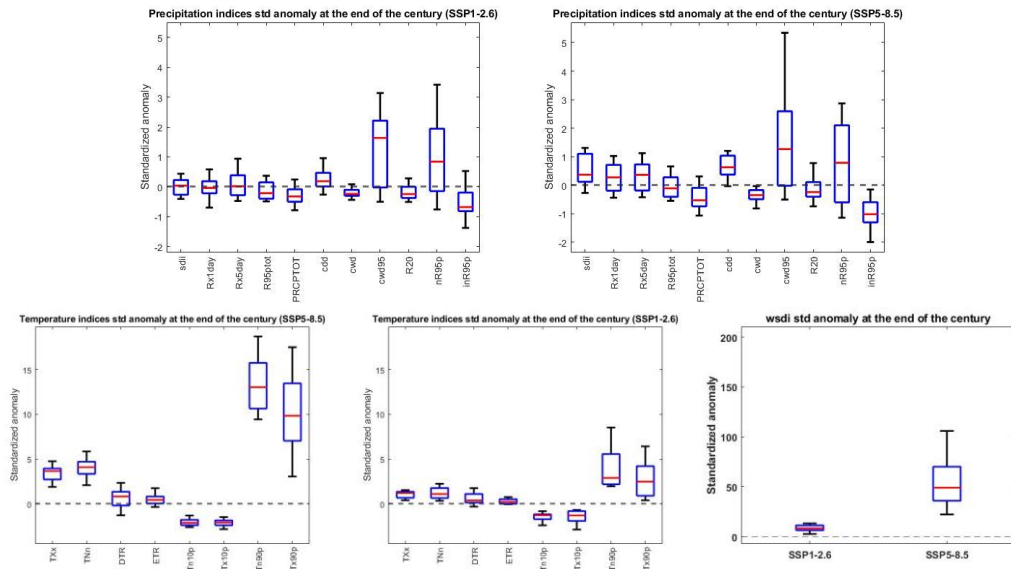 Precipitation indices std anomaly at the end of the century (SSP1-2.6)
Standardized anomaly
5
4
3
2
1
0
-1
-2
sdii
Rx1day
Rx5day
R95ptot
PRCPTOT
cdd
cwd
cwd95
R20
nR95p
inR95p
Precipitation indices std anomaly at the end of the century (SSP5-8.5)
Standardized anomaly
5
4
3
2
1
0
-1
-2
sdii
Rx1day
Rx5day
R95ptot
PRCPTOT
cdd
cwd
cwd95
R20
nR95p
inR95p
Temperature indices std anomaly at the end of the century (SSP5-8.5)
Standardized anomaly
15
10
5
0
TXx
TNn
DTR
ETR
Tn10p
Tx10p
Tn90p
Tx90p
Temperature indices std anomaly at the end of the century (SSP1-2.6)
Standardized anomaly
15
10
5
0
TXx
TNn
DTR
ETR
Tn10p
Tx10p
Tn90p
Tx90p
wsdi std anomaly at the end of the century
Standardized anomaly
200
150
100
50
0
SSP1-2.6
SSP5-8.5